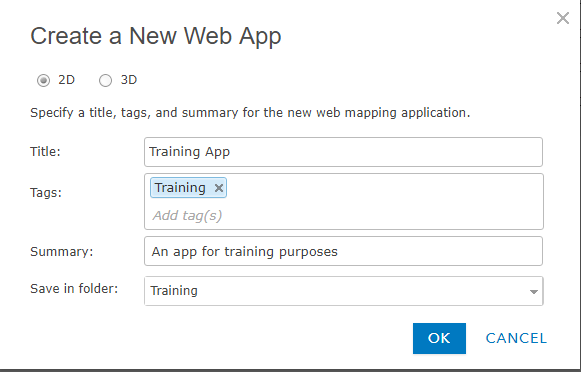 Create a New Web App
2D 3D
Specify a title, tags, and summary for the new web mapping application.
Title: Training App
Tags: Training ×
Add tag(s)
Summary: An app for training purposes
Save in folder: Training
OK CANCEL